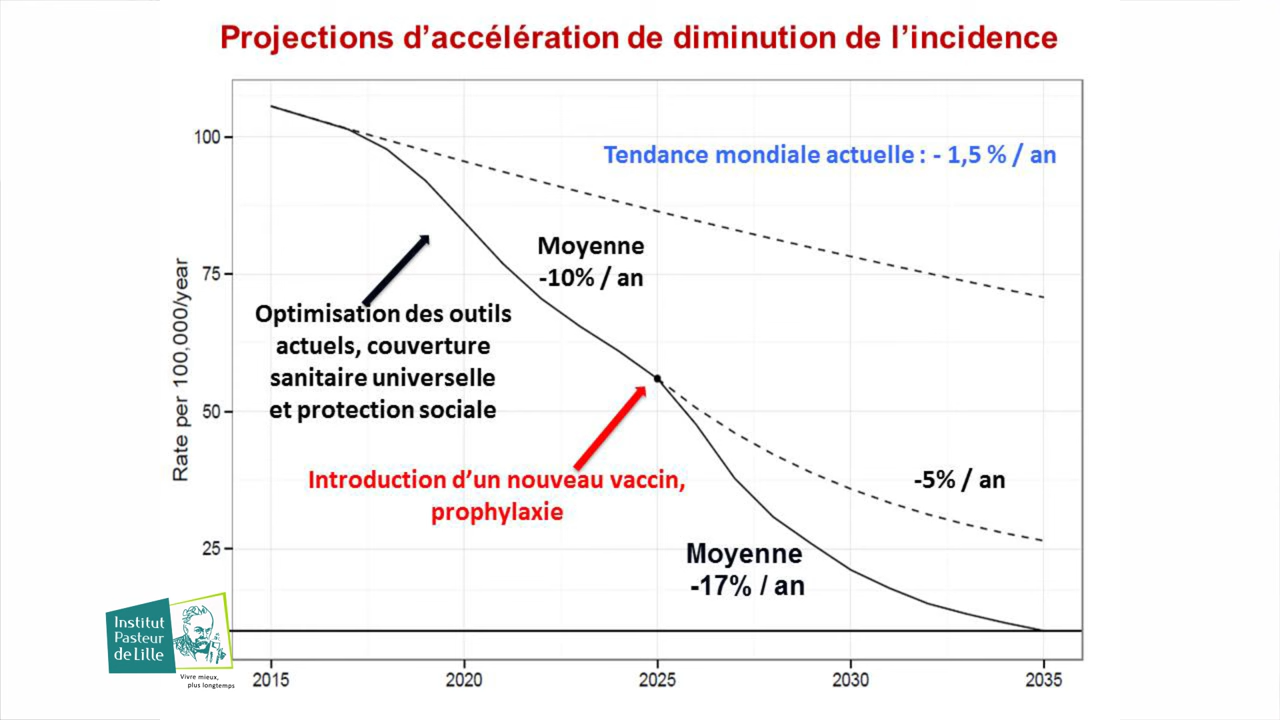 Projections d’accélération de diminution de l’incidence
100
75
50
25
Rate per 100,000/year
Tendance mondiale actuelle : - 1,5 % / an
Moyenne
-10% / an
Optimisation des outils
actuels, couverture
sanitaire universelle
et protection sociale
Introduction d’un nouveau vaccin,
prophylaxie
-5% / an
Moyenne
-17% / an
Institut
Pasteur
de Lille
Vivre mieux,
plus longtemps
2015
2020
2025
2030
2035